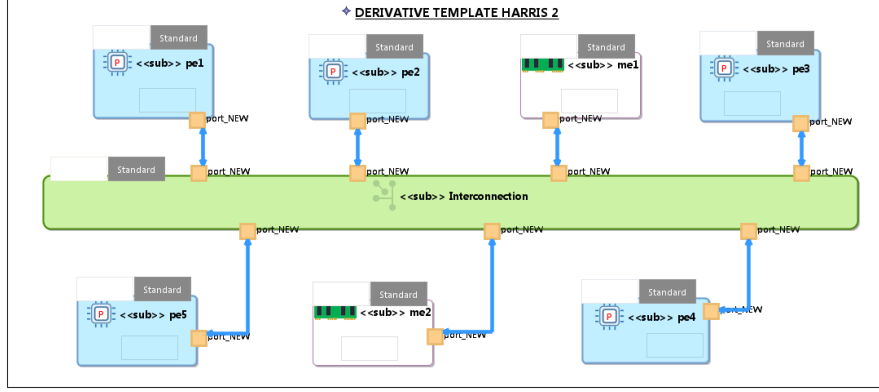 DERIVATIVE TEMPLATE HARRIS 2
Standard
Standard
Standard
Standard
P <<sub>> pe1
P <<sub>> pe2
<<sub>> me1
P <<sub>> pe3
port_NEW
port_NEW
port_NEW
port_NEW
Standard
port_NEW
port_NEW
port_NEW
port_NEW
<<sub>> Interconnection
port_NEW
port_NEW
port_NEW
Standard
Standard
Standard
P <<sub>> pe5
<<sub>> me2
P <<sub>> pe4
port_NEW
port_NEW
port_NEW